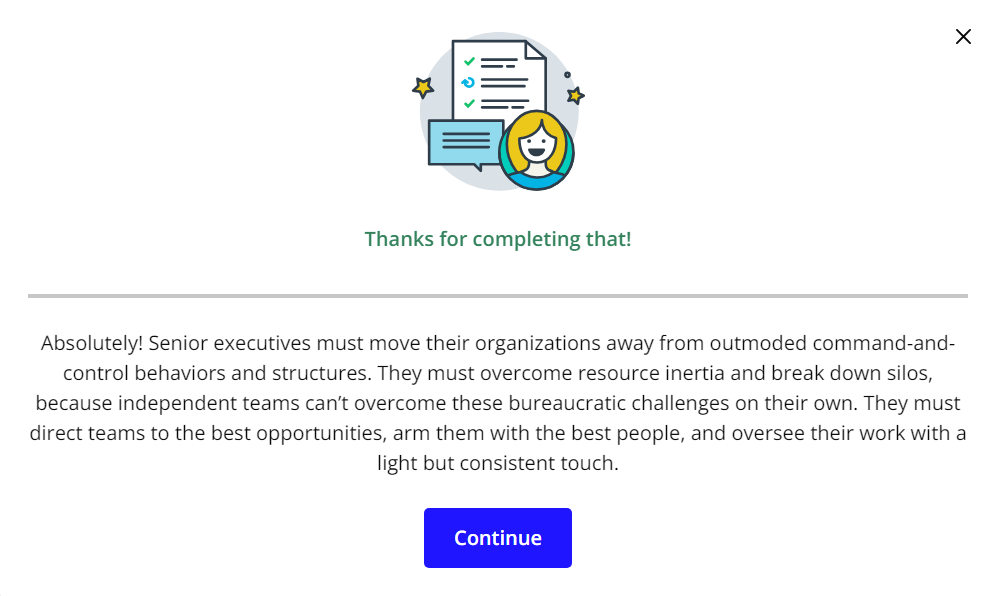 Thanks for completing that!
Absolutely! Senior executives must move their organizations away from outmoded command-and-
control behaviors and structures. They must overcome resource inertia and break down silos,
because independent teams can’t overcome these bureaucratic challenges on their own. They must
direct teams to the best opportunities, arm them with the best people, and oversee their work with a
light but consistent touch.
Continue